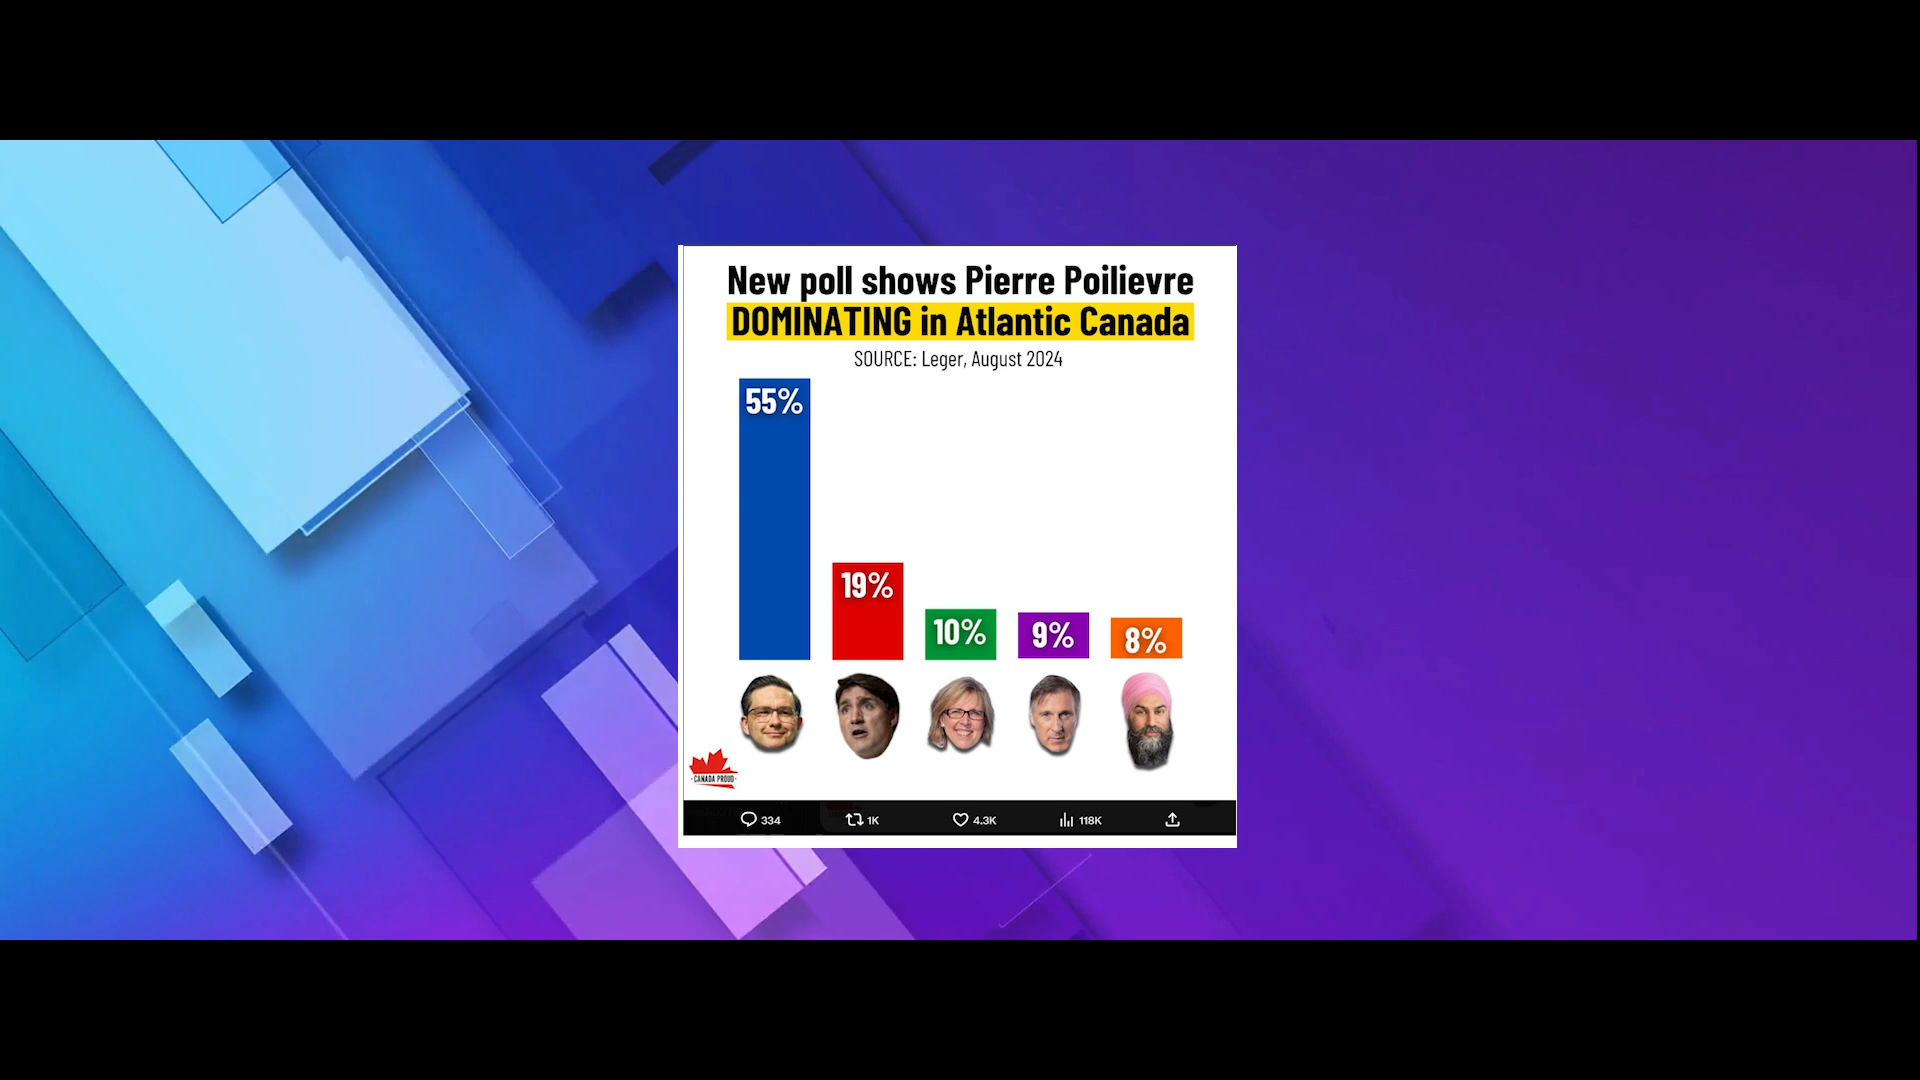 New poll shows Pierre Poilievre
DOMINATING in Atlantic Canada
SOURCE: Leger, August 2024
55%
19%
10%
9%
8%
CANADA PROUD
334
1K
4.3K
118K